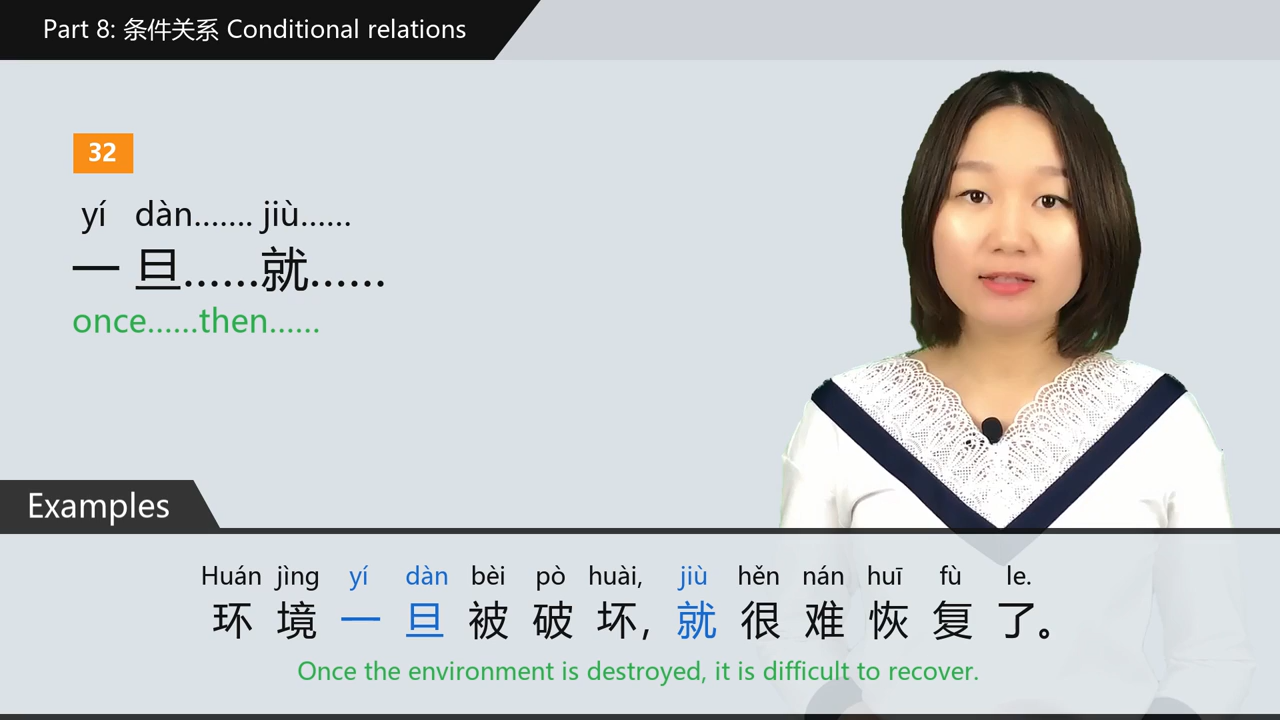 Part 8: 条件关系 Conditional relations
32
yí dàn....... jiù......
一旦......就......
once......then......
Examples
Huán jìng yí dàn bèi pò huài, jiù hěn nán huī fù le.
环境一旦被破坏, 就很难恢复了。
Once the environment is destroyed, it is difficult to recover.